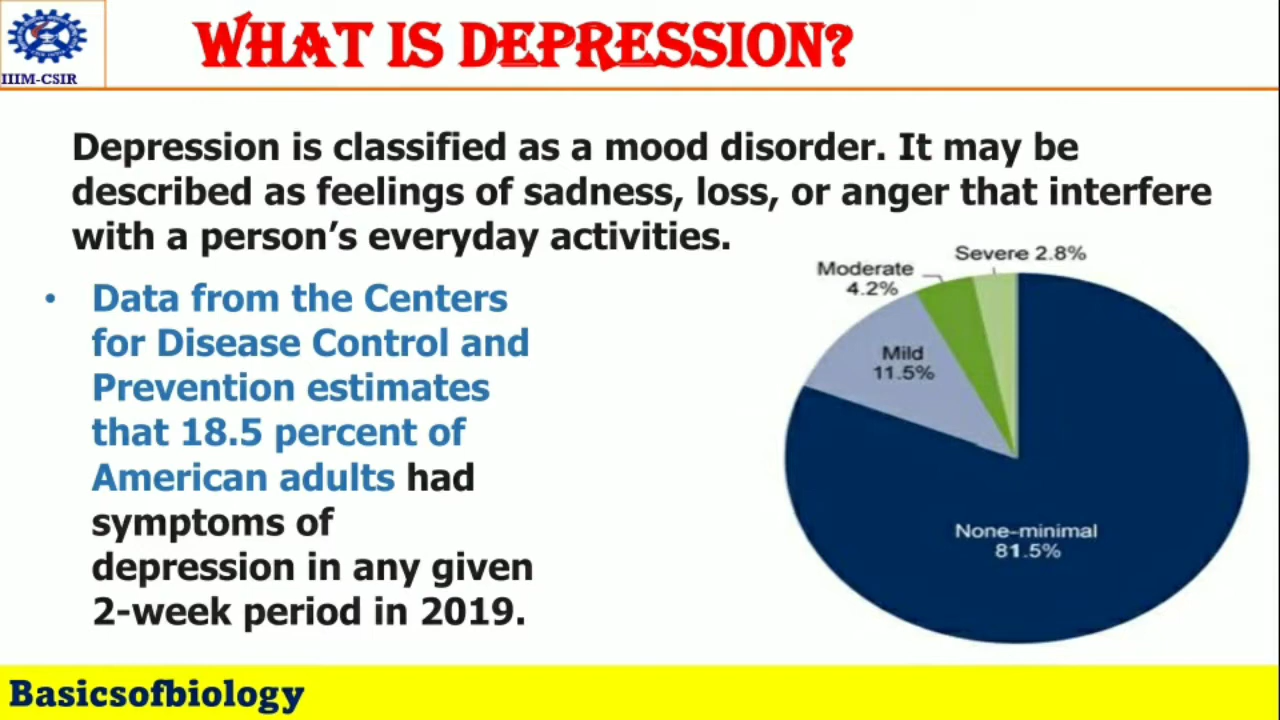 IIIM-CSIR
WHAT IS DEPRESSION?
Depression is classified as a mood disorder. It may be
described as feelings of sadness, loss, or anger that interfere
with a person’s everyday activities.
• Data from the Centers
for Disease Control and
Prevention estimates
that 18.5 percent of
American adults had
symptoms of
depression in any given
2-week period in 2019.
Severe 2.8%
Moderate
4.2%
Mild
11.5%
None-minimal
81.5%
Basicsofbiology